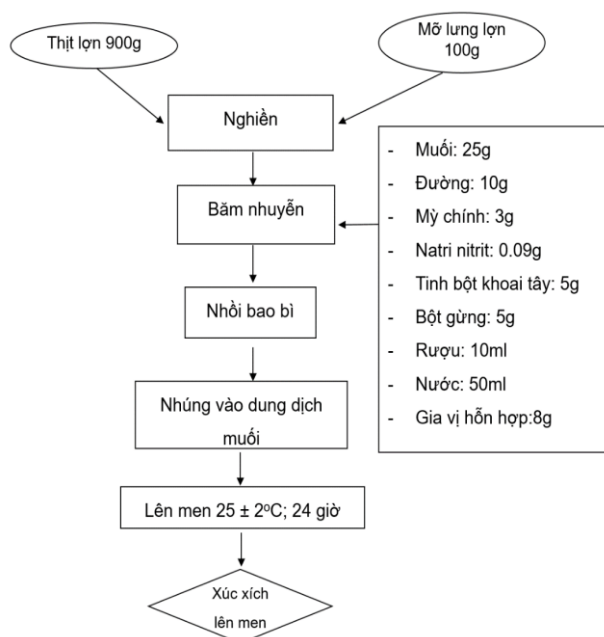 Thịt lợn 900g
Mỡ lưng lợn
100g
Nghiền
Băm nhuyễn
- Muối: 25g
- Đường: 10g
- Mỳ chính: 3g
- Natri nitrit: 0.09g
- Tinh bột khoai tây: 5g
- Bột gừng: 5g
- Rượu: 10ml
- Nước: 50ml
- Gia vị hỗn hợp:8g
Nhồi bao bì
Nhúng vào dung dịch
muối
Lên men 25 ± 2ºC; 24 giờ
Xúc xích
lên men